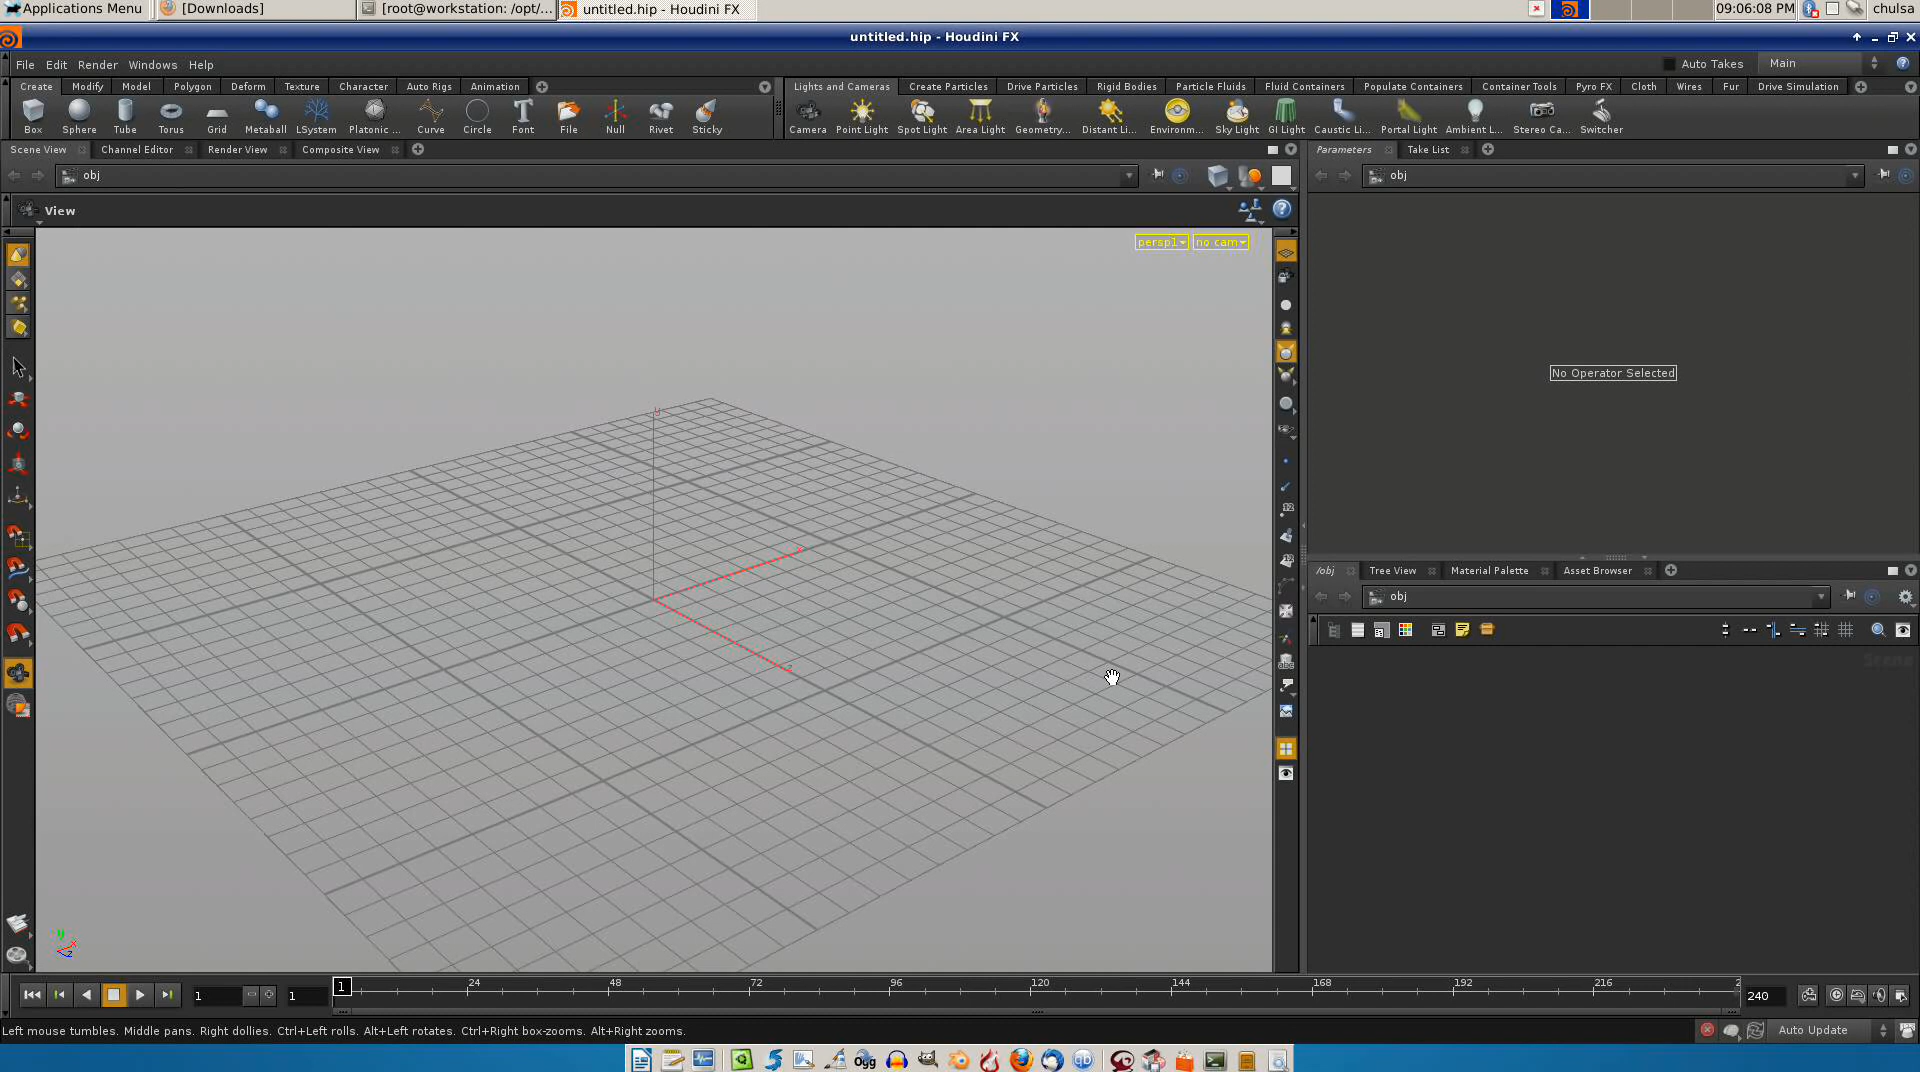 Applications Menu [Downloads] [root@workstation: /opt/... untitled.hip - Houdini FX 09:06:08 PM chulsa
untitled.hip - Houdini FX
File Edit Render Windows Help Auto Takes Main
Create Modify Model Polygon Deform Texture Character Auto Rigs Animation Lights and Cameras Create Particles Drive Particles Rigid Bodies Particle Fluids Fluid Containers Populate Containers Container Tools Pyro FX Cloth Wires Fur Drive Simulation
Box Sphere Tube Torus Grid Metaball LSystem Platonic ... Curve Circle Font File Null Rivet Sticky Camera Point Light Spot Light Area Light Geometry... Distant Li... Environm... Sky Light GI Light Caustic Li... Portal Light Ambient L... Stereo Ca... Switcher
Scene View Channel Editor Render View Composite View Parameters Take List
obj obj
View
persp1 no cam
y
No Operator Selected
x
z
/obj Tree View Material Palette Asset Browser
obj
Scene
y
x
z
1 1 1 24 48 72 96 120 144 168 192 216 2 240
Left mouse tumbles. Middle pans. Right dollies. Ctrl+Left rolls. Alt+Left rotates. Ctrl+Right box-zooms. Alt+Right zooms. Auto Update
Ogg qb